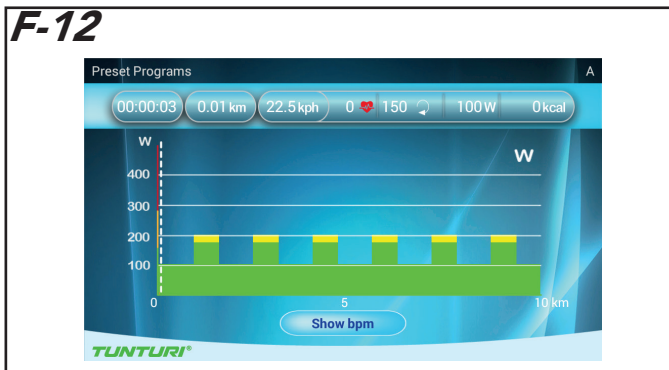 F-12
Preset Programs A
00:00:03 0.01 km 22.5 kph 0 150 100 W 0 kcal
W
W
400
300
200
100
0 5 10 km
Show bpm
TUNTURI®